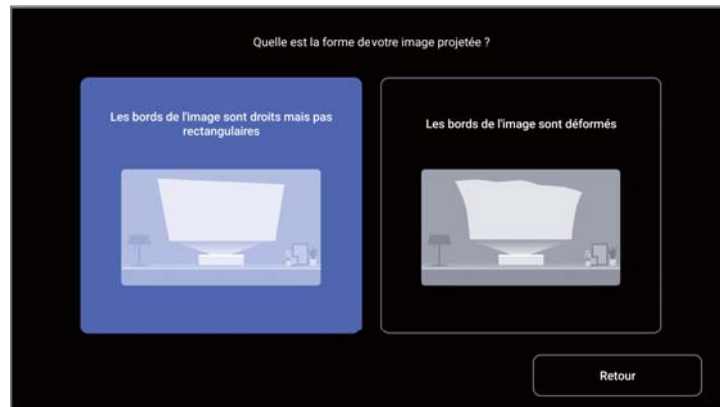 Quelle est la forme devotre image projetée ?
Les bords de l'image sont droits mais pas
rectangulaires
Les bords de l'image sont déformés
Retour